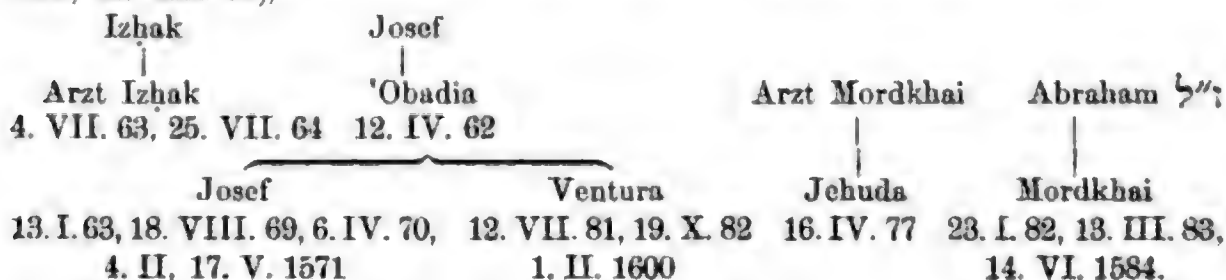 Izḥak Josef
Arzt Izḥak 'Obadia Arzt Mordkhai Abraham ז״ל
4. VII. 63, 25. VII. 64 12. IV. 62
Josef Ventura Jehuda Mordkhai
13. I. 63, 18. VIII. 69, 6. IV. 70, 12. VII. 81, 19. X. 82 16. IV. 77 23. I. 82, 13. III. 83,
4. II, 17. V. 1571 1. II. 1600 14. VI. 1584.